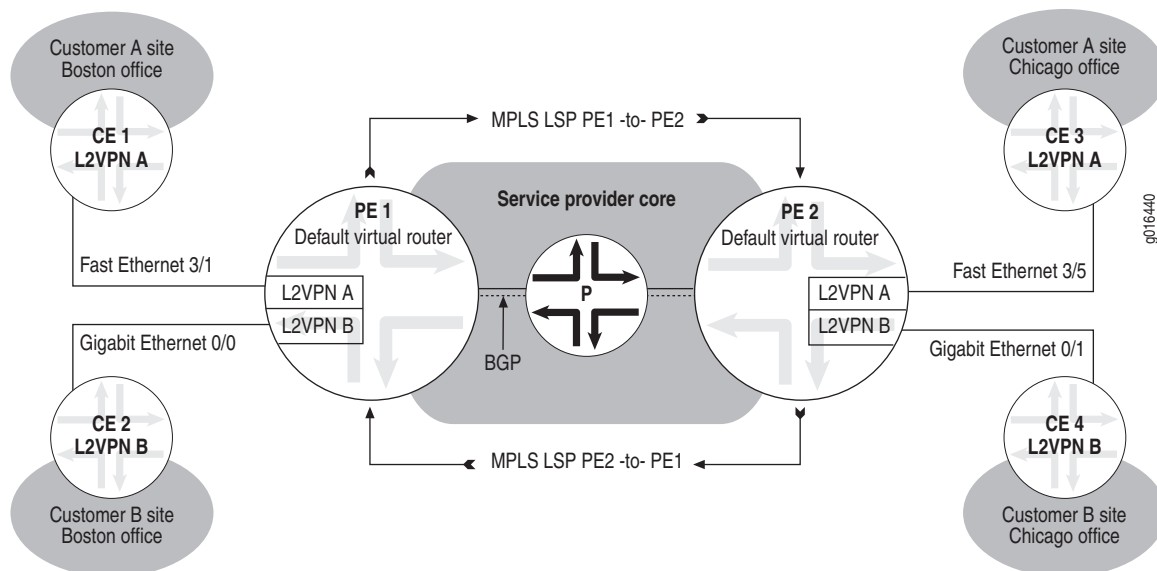 Customer A site
Boston office
CE 1
L2VPN A
Customer A site
Chicago office
CE 3
L2VPN A
MPLS LSP PE1 -to- PE2
Service provider core
PE 1
Default virtual router
PE 2
Default virtual router
P
BGP
Fast Ethernet 3/1
L2VPN A
L2VPN B
Gigabit Ethernet 0/0
L2VPN A
L2VPN B
Fast Ethernet 3/5
Gigabit Ethernet 0/1
CE 2
L2VPN B
Customer B site
Boston office
MPLS LSP PE2 -to- PE1
CE 4
L2VPN B
Customer B site
Chicago office
g016440